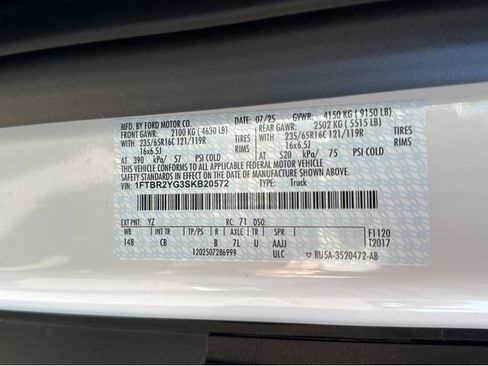 MFD. BY FORD MOTOR CO. DATE: 07/25 GVWR: 4150 KG ( 9150 LB)
FRONT GAWR: 2100 KG ( 4630 LB) REAR GAWR: 2502 KG ( 5515 LB)
WITH 235/65R16C 121/119R TIRES WITH 235/65R16C 121/119R TIRES
16x6.5J RIMS 16x6.5J RIMS
AT 390 kPa/ 57 PSI COLD AT 520 kPa/ 75 PSI COLD
THIS VEHICLE CONFORMS TO ALL APPLICABLE FEDERAL MOTOR VEHICLE
SAFETY STANDARDS IN EFFECT ON THE DATE OF MANUFACTURE SHOWN ABOVE.
VIN: 1FTBR2YG3SKB20572 TYPE: Truck
EXT PNT: YZ RC: 71 DSO: F1120
WB INT TR TP/PS R AXLE TR SPR T2017
148 CB B 7L U AAJJ
1202507286999 ULC RU5A-3520472-AB